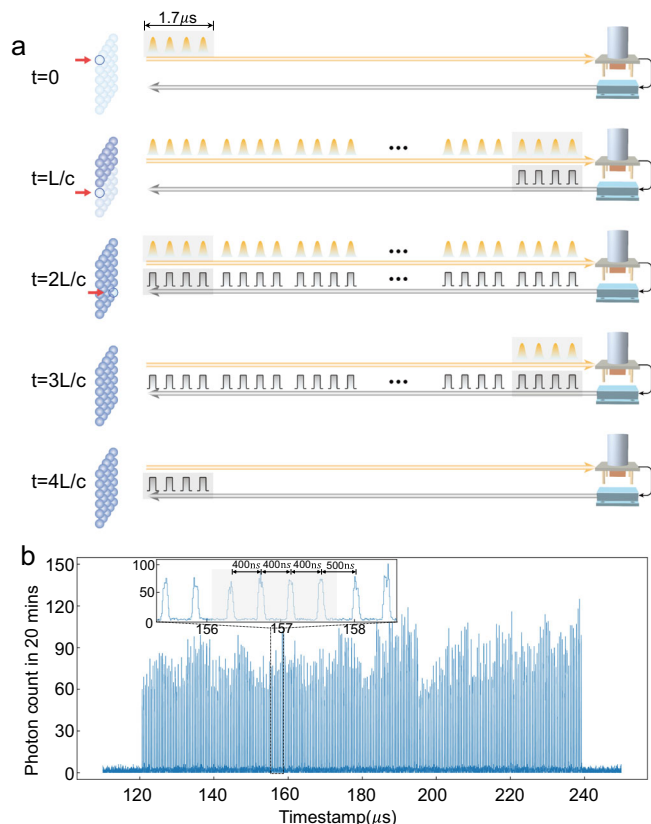 a
1.7μs
t=0
t=L/c
•••
t=2L/c
•••
t=3L/c
•••
t=4L/c
b
150
120
90
60
30
0
Photon count in 20 mins
100
50
0
400ns 400ns 400ns 500ns
156 157 158
120 140 160 180 200 220 240
Timestamp(μs)